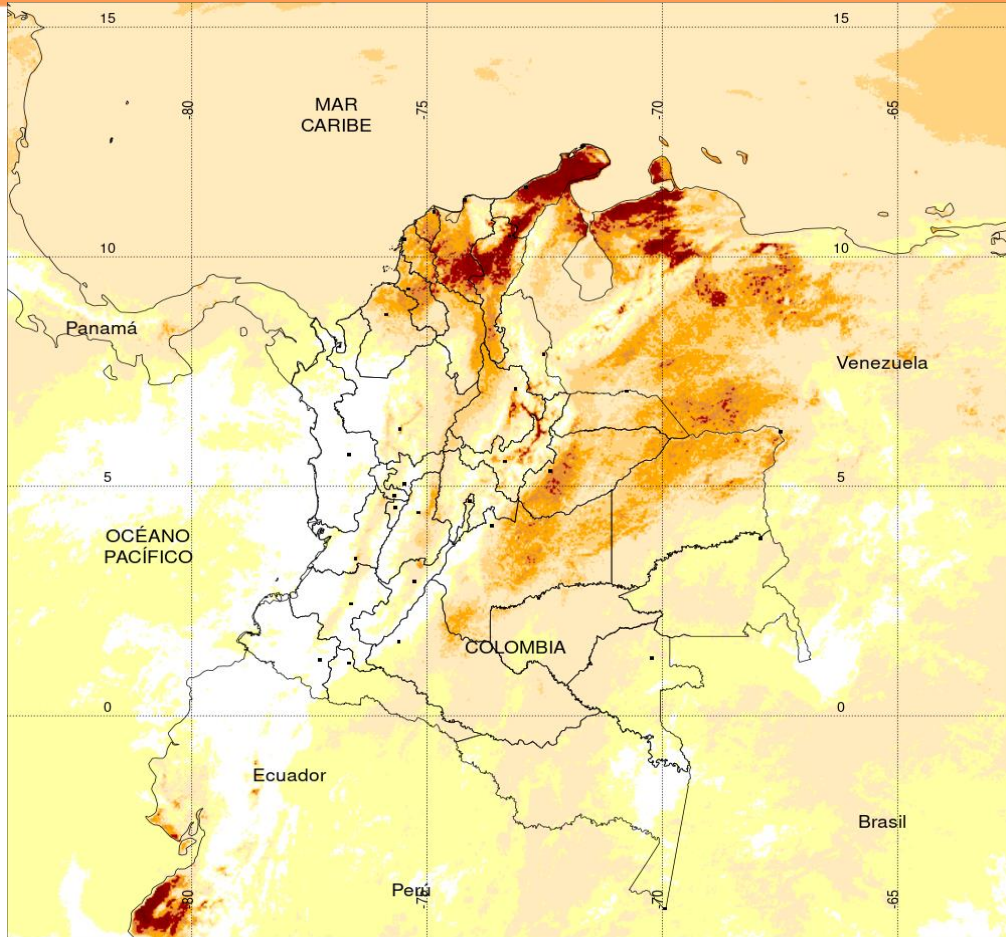 15
15
-80
-75
-70
-65
MAR
CARIBE
10
10
Panamá
Venezuela
5
5
OCÉANO
PACÍFICO
COLOMBIA
0
0
Ecuador
Brasil
Perú
-80
-75
-70
-65